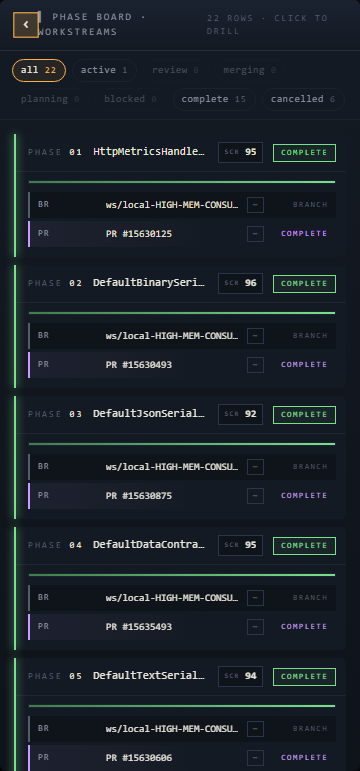 ‹
PHASE BOARD ·
WORKSTREAMS
22 ROWS · CLICK TO
DRILL
all 22 active 1 review 0 merging 0
planning 0 blocked 0 complete 15 cancelled 6
PHASE 01 HttpMetricsHandle… SCR 95 COMPLETE
BR ws/local-HIGH-MEM-CONSU… — BRANCH
PR PR #15630125 — COMPLETE
PHASE 02 DefaultBinarySeri… SCR 96 COMPLETE
BR ws/local-HIGH-MEM-CONSU… — BRANCH
PR PR #15630493 — COMPLETE
PHASE 03 DefaultJsonSerial… SCR 92 COMPLETE
BR ws/local-HIGH-MEM-CONSU… — BRANCH
PR PR #15630875 — COMPLETE
PHASE 04 DefaultDataContra… SCR 95 COMPLETE
BR ws/local-HIGH-MEM-CONSU… — BRANCH
PR PR #15635493 — COMPLETE
PHASE 05 DefaultTextSerial… SCR 94 COMPLETE
BR ws/local-HIGH-MEM-CONSU… — BRANCH
PR PR #15630606 — COMPLETE